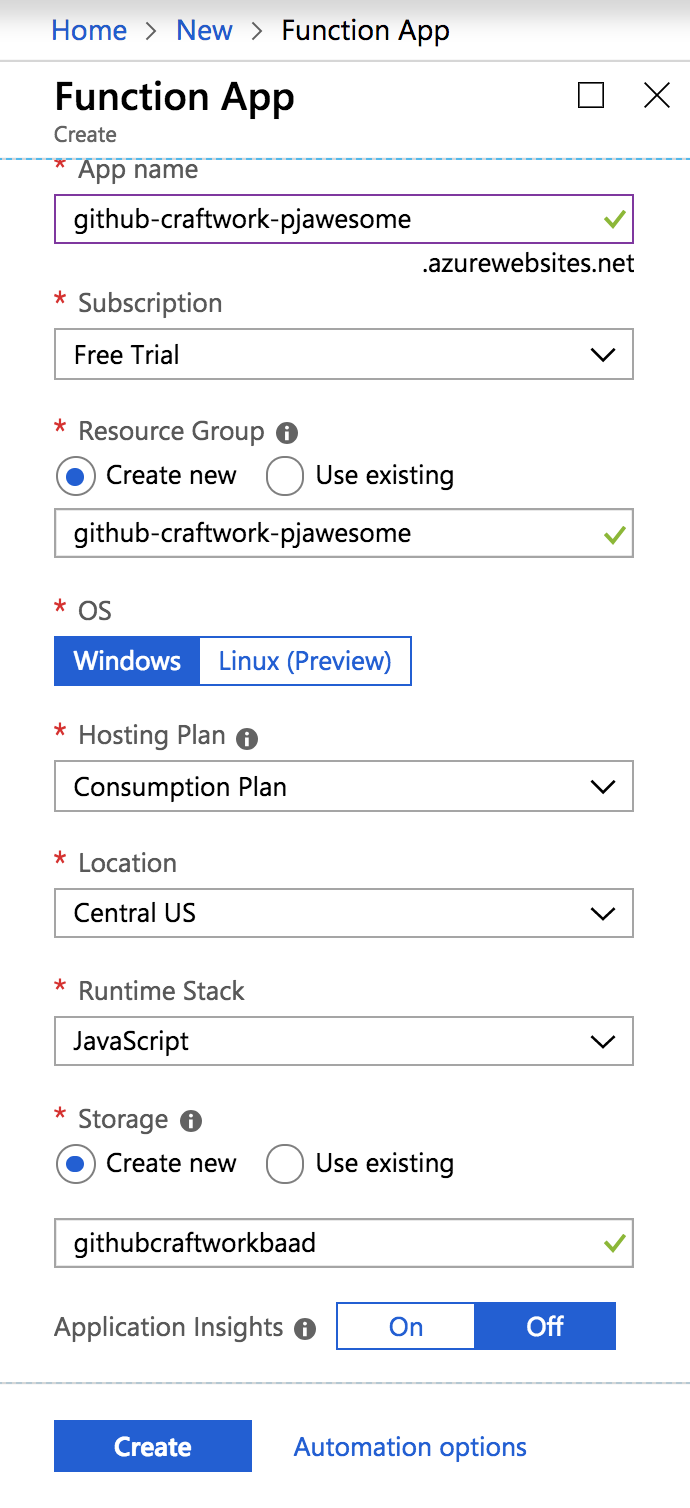 Home > New > Function App
Function App
Create
* App name
github-craftwork-pjawesome
.azurewebsites.net
* Subscription
Free Trial
* Resource Group
Create new Use existing
github-craftwork-pjawesome
* OS
Windows Linux (Preview)
* Hosting Plan
Consumption Plan
* Location
Central US
* Runtime Stack
JavaScript
* Storage
Create new Use existing
githubcraftworkbaad
Application Insights On Off
Create Automation options